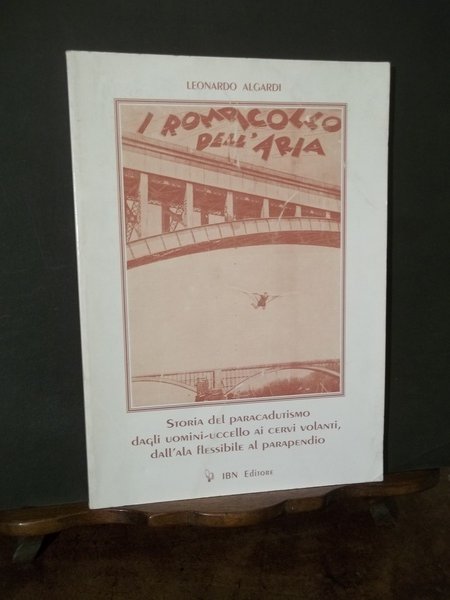 LEONARDO ALGARDI
I ROMPICOLLO
DELL'ARIA
STORIA DEL PARACADUTISMO
DAGLI UOMINI-UCCELLO AI CERVI VOLANTI,
DALL'ALA FLESSIBILE AL PARAPENDIO
IBN EDITORE